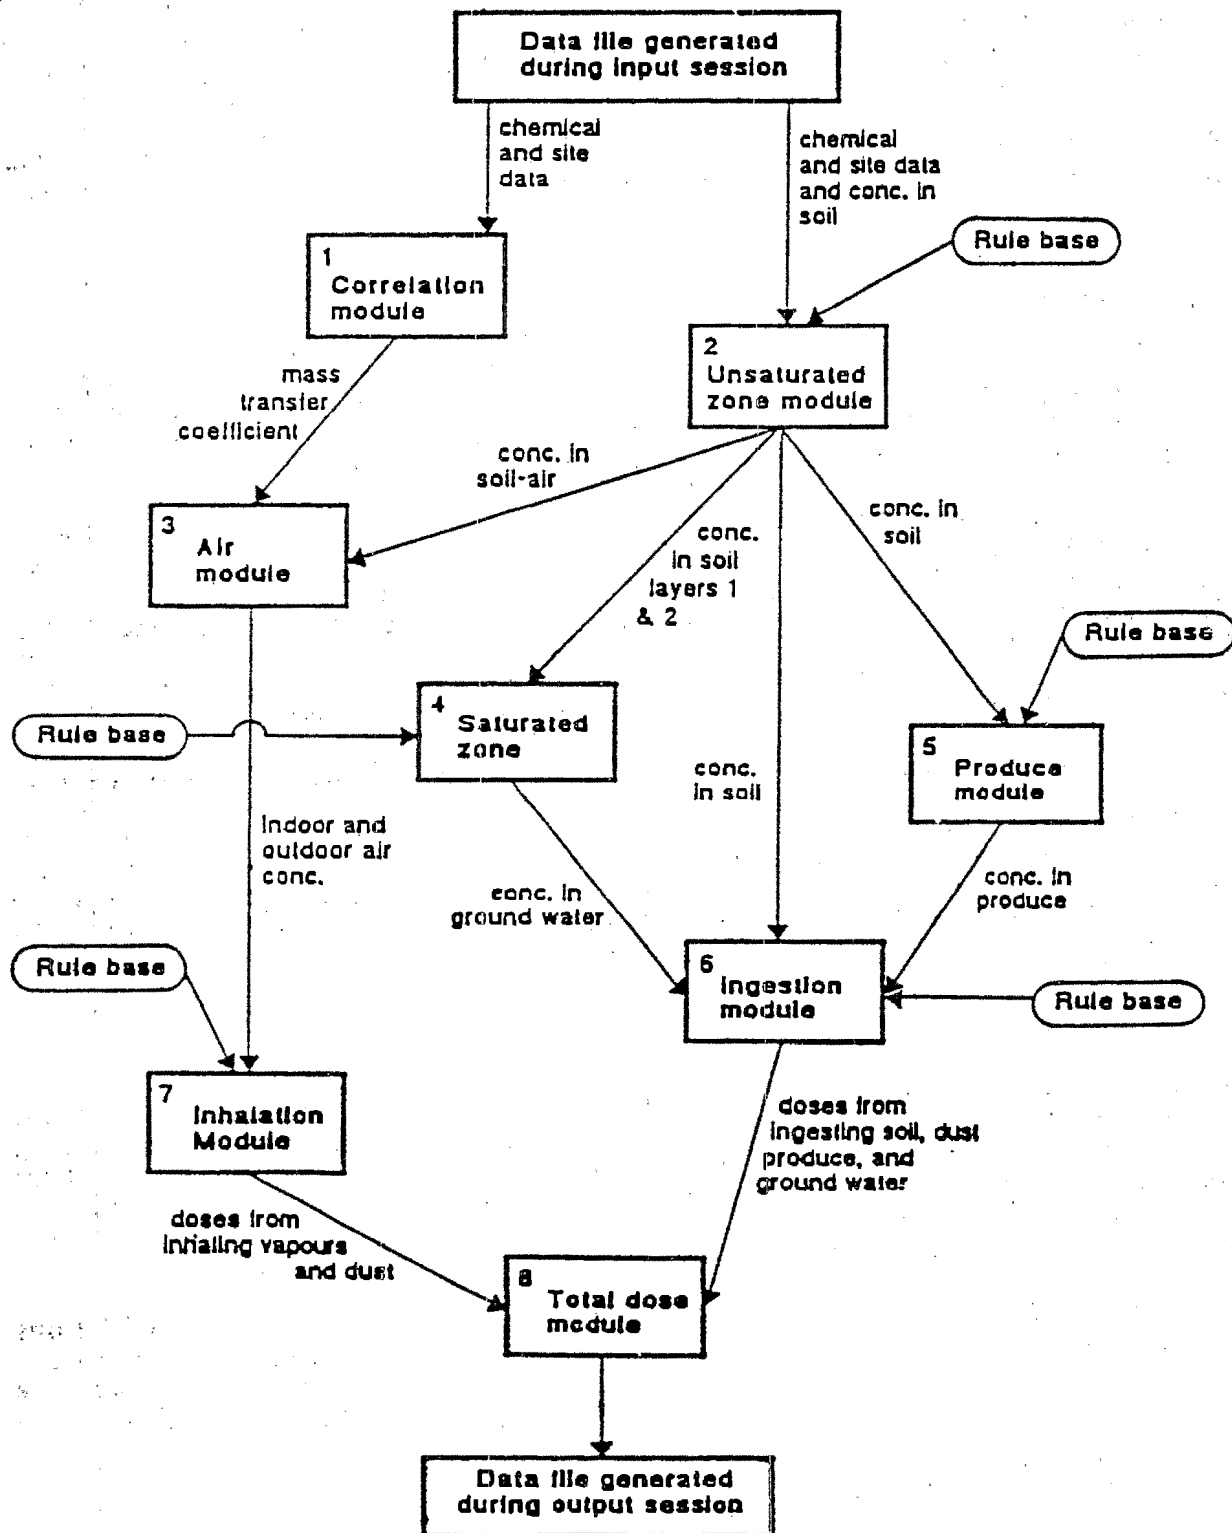 Data file generated
during input session
chemical
and site
data
chemical
and site data
and conc. in
soil
Rule base
1
Correlation
module
2
Unsaturated
zone module
mass
transfer
coefficient
conc. in
soil-air
conc.
in soil
layers 1
& 2
conc. in
soil
3
Air
module
Rule base
Rule base
4
Saturated
zone
conc.
in soil
5
Produce
module
Indoor and
outdoor air
conc.
conc. in
ground water
conc. in
produce
Rule base
6
Ingestion
module
Rule base
7
Inhalation
Module
doses from
ingesting soil, dust
produce, and
ground water
doses from
inhaling vapours
and dust
8
Total dose
module
Data file generated
during output session